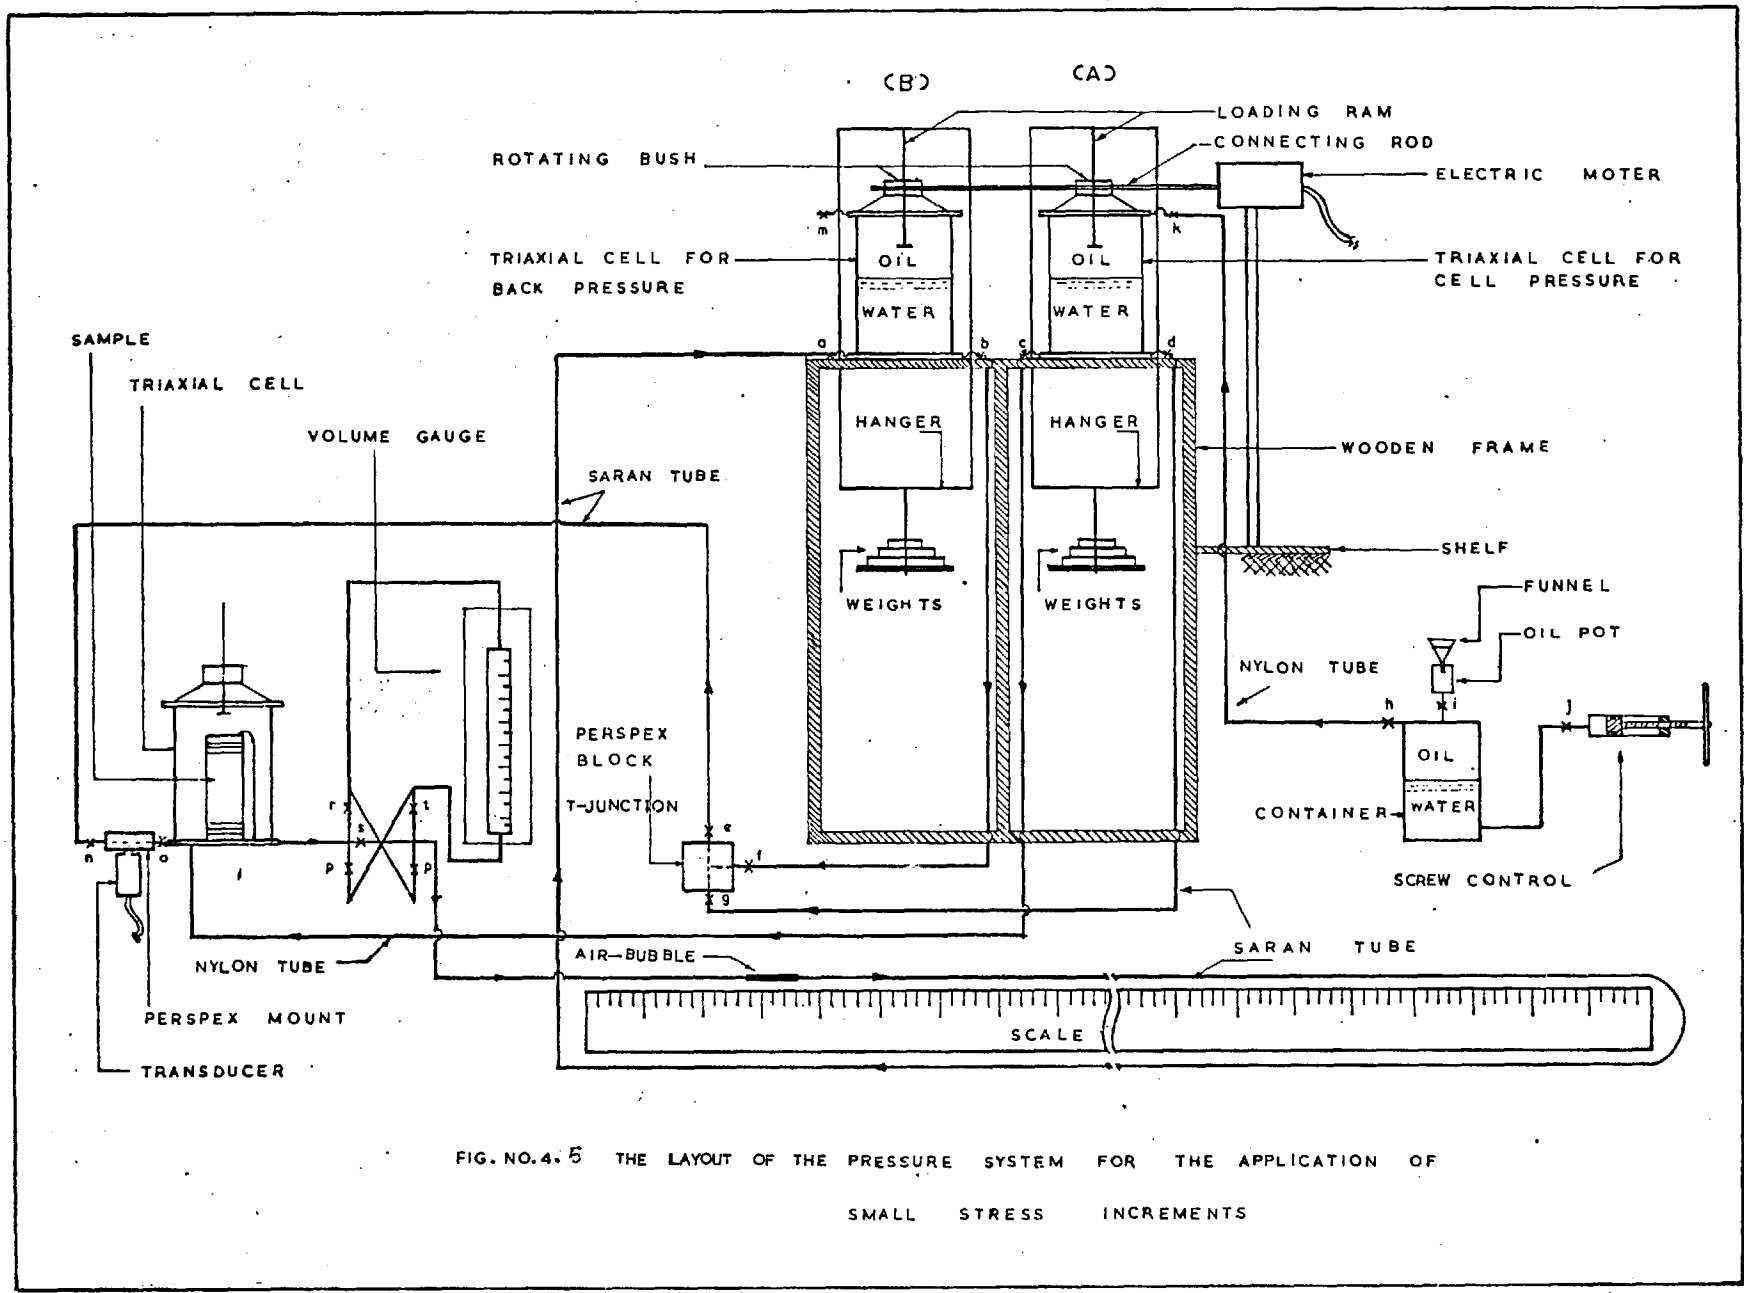 (B)
(A)
LOADING RAM
CONNECTING ROD
ROTATING BUSH
ELECTRIC MOTER
m
k
TRIAXIAL CELL FOR
BACK PRESSURE
OIL
WATER
OIL
WATER
TRIAXIAL CELL FOR
CELL PRESSURE
SAMPLE
a
b
c
d
TRIAXIAL CELL
VOLUME GAUGE
HANGER
HANGER
WOODEN FRAME
SARAN TUBE
SHELF
WEIGHTS
WEIGHTS
FUNNEL
OIL POT
NYLON TUBE
h
i
j
PERSPEX
BLOCK
T-JUNCTION
OIL
WATER
CONTAINER
r
t
s
e
n
o
p
p
f
g
SCREW CONTROL
NYLON TUBE
AIR-BUBBLE
SARAN TUBE
PERSPEX MOUNT
SCALE
TRANSDUCER
FIG. NO. 4.5 THE LAYOUT OF THE PRESSURE SYSTEM FOR THE APPLICATION OF
SMALL STRESS INCREMENTS